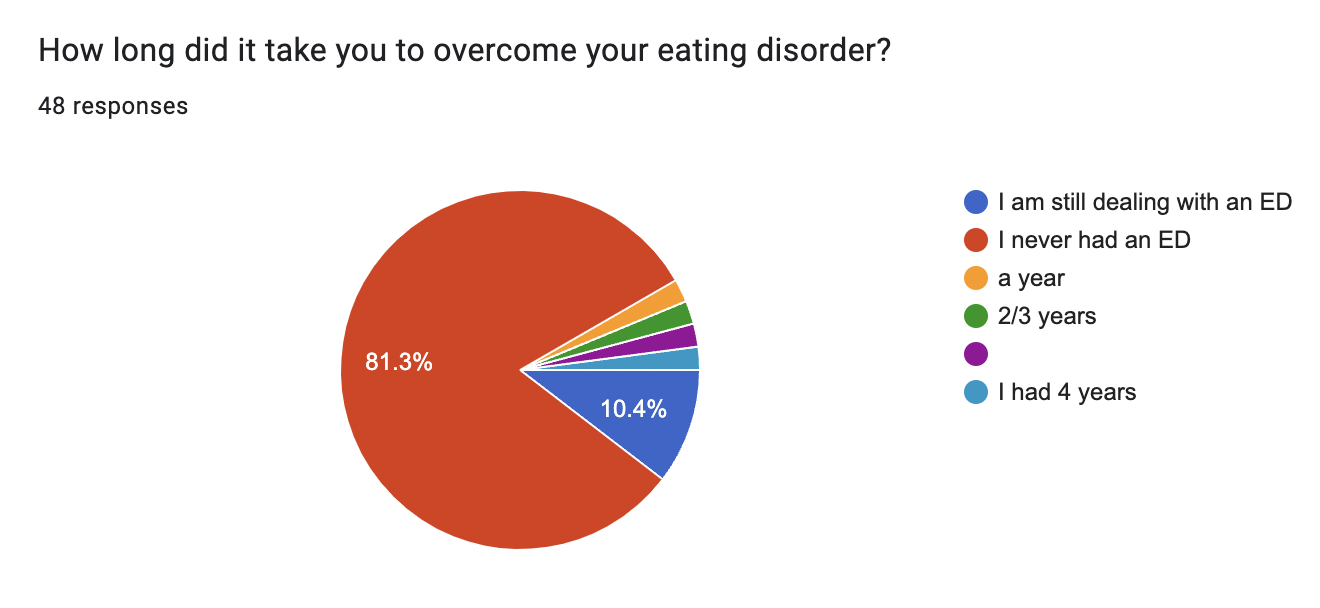 How long did it take you to overcome your eating disorder?
48 responses
81.3%
10.4%
I am still dealing with an ED
I never had an ED
a year
2/3 years
I had 4 years